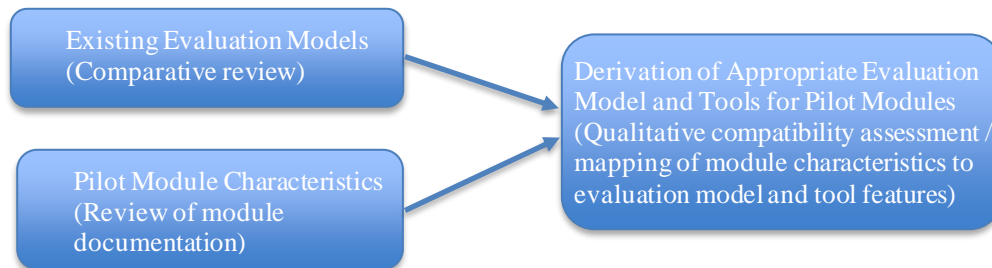 Existing Evaluation Models
(Comparative review)
Pilot Module Characteristics
(Review of module
documentation)
Derivation of Appropriate Evaluation
Model and Tools for Pilot Modules
(Qualitative compatibility assessment /
mapping of module characteristics to
evaluation model and tool features)